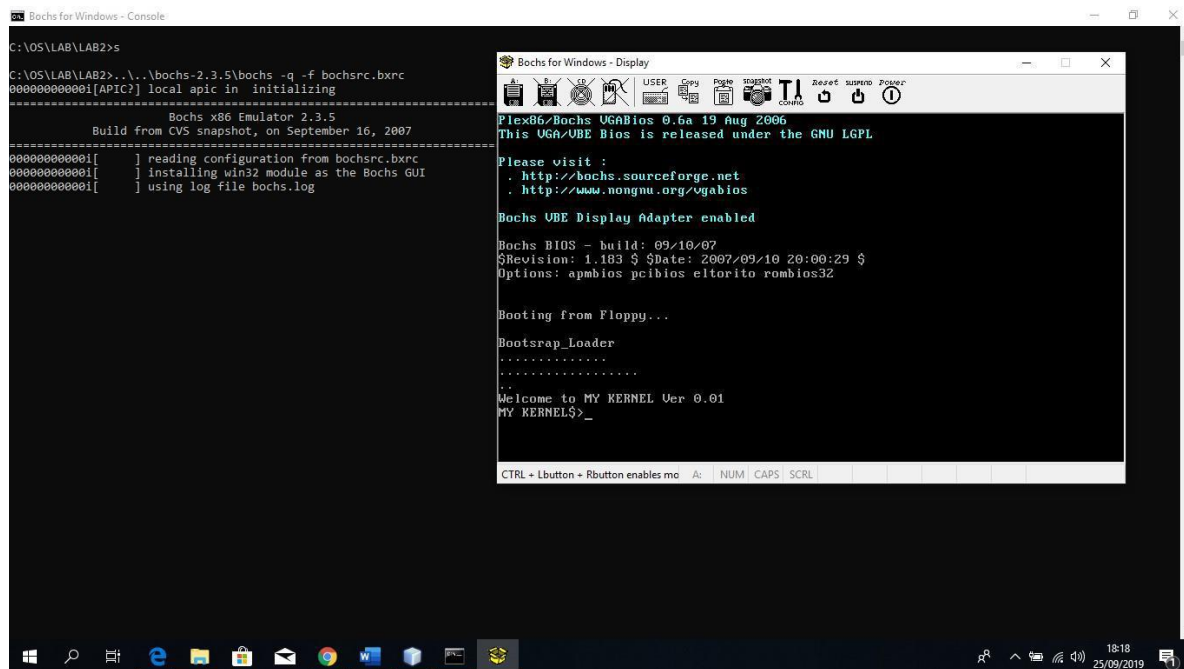 Bochs for Windows - Console
C:\OS\LAB\LAB2>s
C:\OS\LAB\LAB2>..\..\bochs-2.3.5\bochs -q -f bochsrc.bxrc
00000000000i[APIC?] local apic in  initializing
========================================================================
Bochs x86 Emulator 2.3.5
Build from CVS snapshot, on September 16, 2007
========================================================================
00000000000i[     ] reading configuration from bochsrc.bxrc
00000000000i[     ] installing win32 module as the Bochs GUI
00000000000i[     ] using log file bochs.log
Bochs for Windows - Display
A: B: CD USER Copy Paste snapshot CONFIG Reset SUSPEND Power
Plex86/Bochs VGABios 0.6a 19 Aug 2006
This VGA/VBE Bios is released under the GNU LGPL
Please visit :
. http://bochs.sourceforge.net
. http://www.nongnu.org/vgabios
Bochs VBE Display Adapter enabled
Bochs BIOS - build: 09/10/07
$Revision: 1.183 $ $Date: 2007/09/10 20:00:29 $
Options: apmbios pcibios eltorito rombios32
Booting from Floppy...
Bootsrap_Loader
..............
..................
..
Welcome to MY KERNEL Ver 0.01
MY KERNEL$>_
CTRL + Lbutton + Rbutton enables mo A: NUM CAPS SCRL
18:18
25/09/2019
1